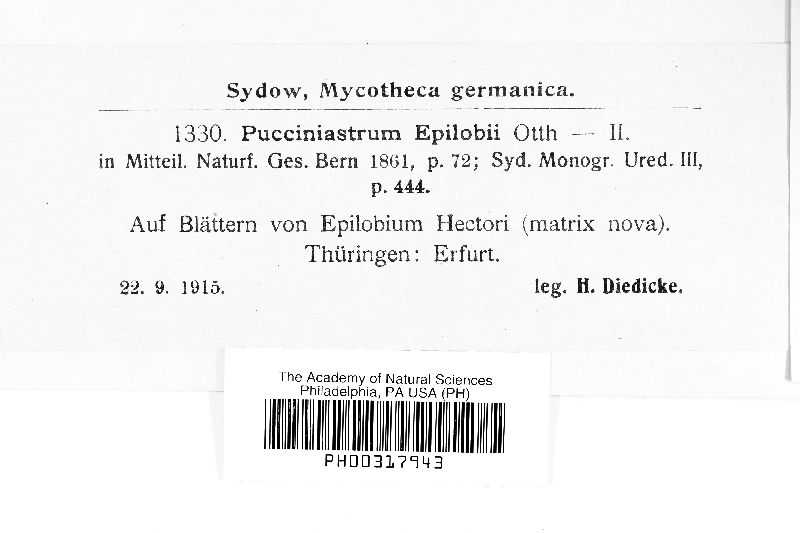 Sydow, Mycotheca germanica.
1330. Pucciniastrum Epilobii Otth — II.
in Mitteil. Naturf. Ges. Bern 1861, p. 72; Syd. Monogr. Ured. III,
p. 444.
Auf Blättern von Epilobium Hectori (matrix nova).
Thüringen: Erfurt.
22. 9. 1915. leg. H. Diedicke.
The Academy of Natural Sciences
Philadelphia, PA USA (PH)
PH00317943